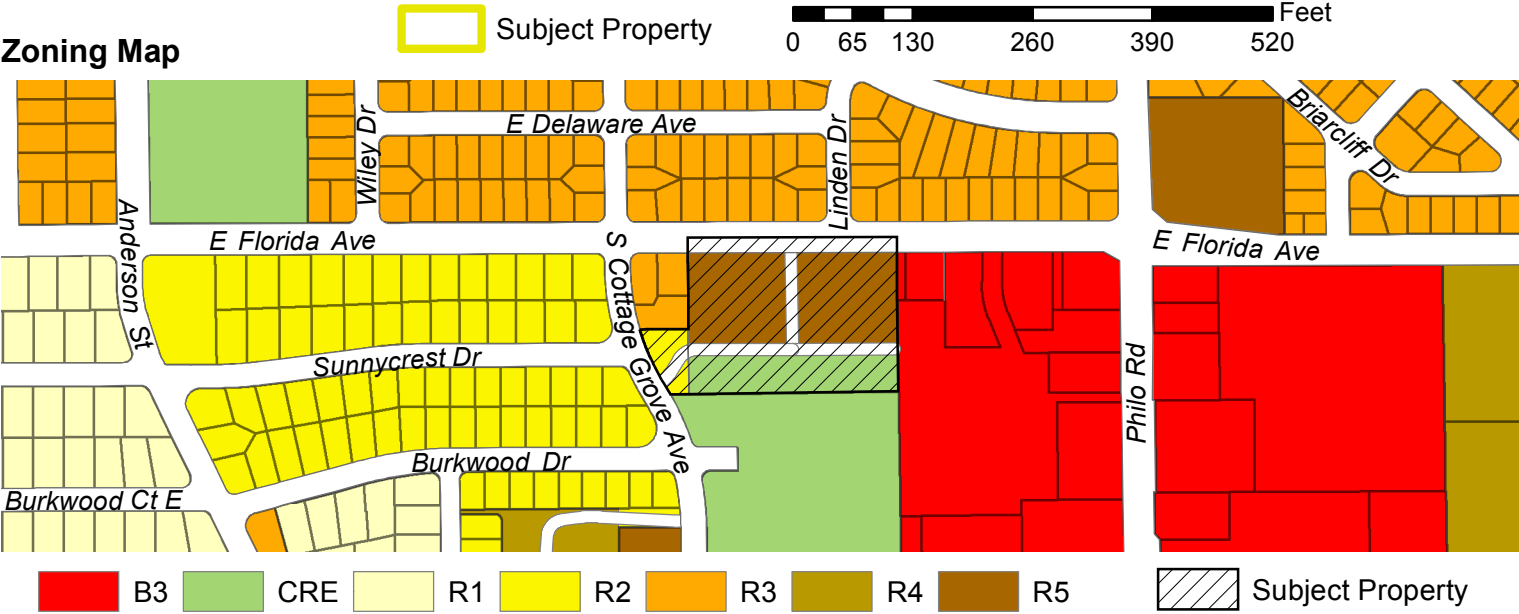 Subject Property
Feet
0 65 130 260 390 520
Zoning Map
E Delaware Ave
Wiley Dr
Linden Dr
Briarcliff Dr
Anderson St
E Florida Ave
S Cottage Grove Ave
E Florida Ave
Sunnycrest Dr
Philo Rd
Burkwood Dr
Burkwood Ct E
B3 CRE R1 R2 R3 R4 R5 Subject Property